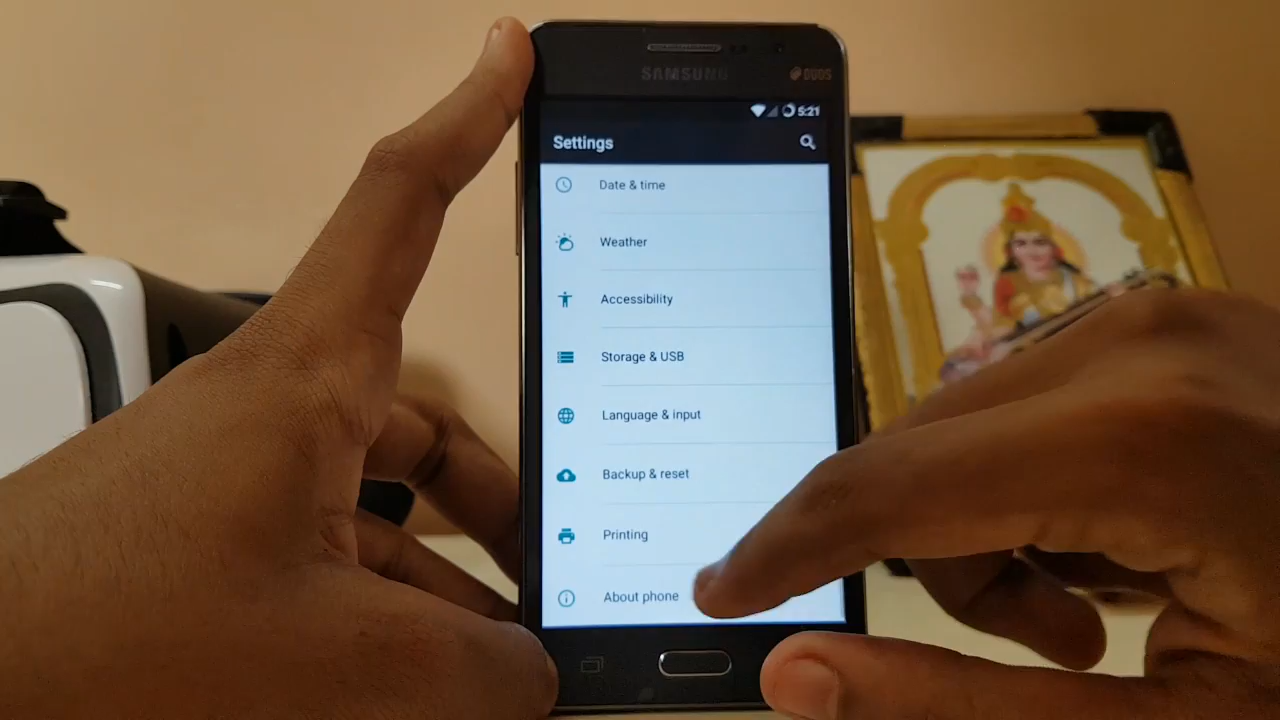 SAMSUNG
DUOS
5:21
Settings
Date & time
Weather
Accessibility
Storage & USB
Language & input
Backup & reset
Printing
About phone